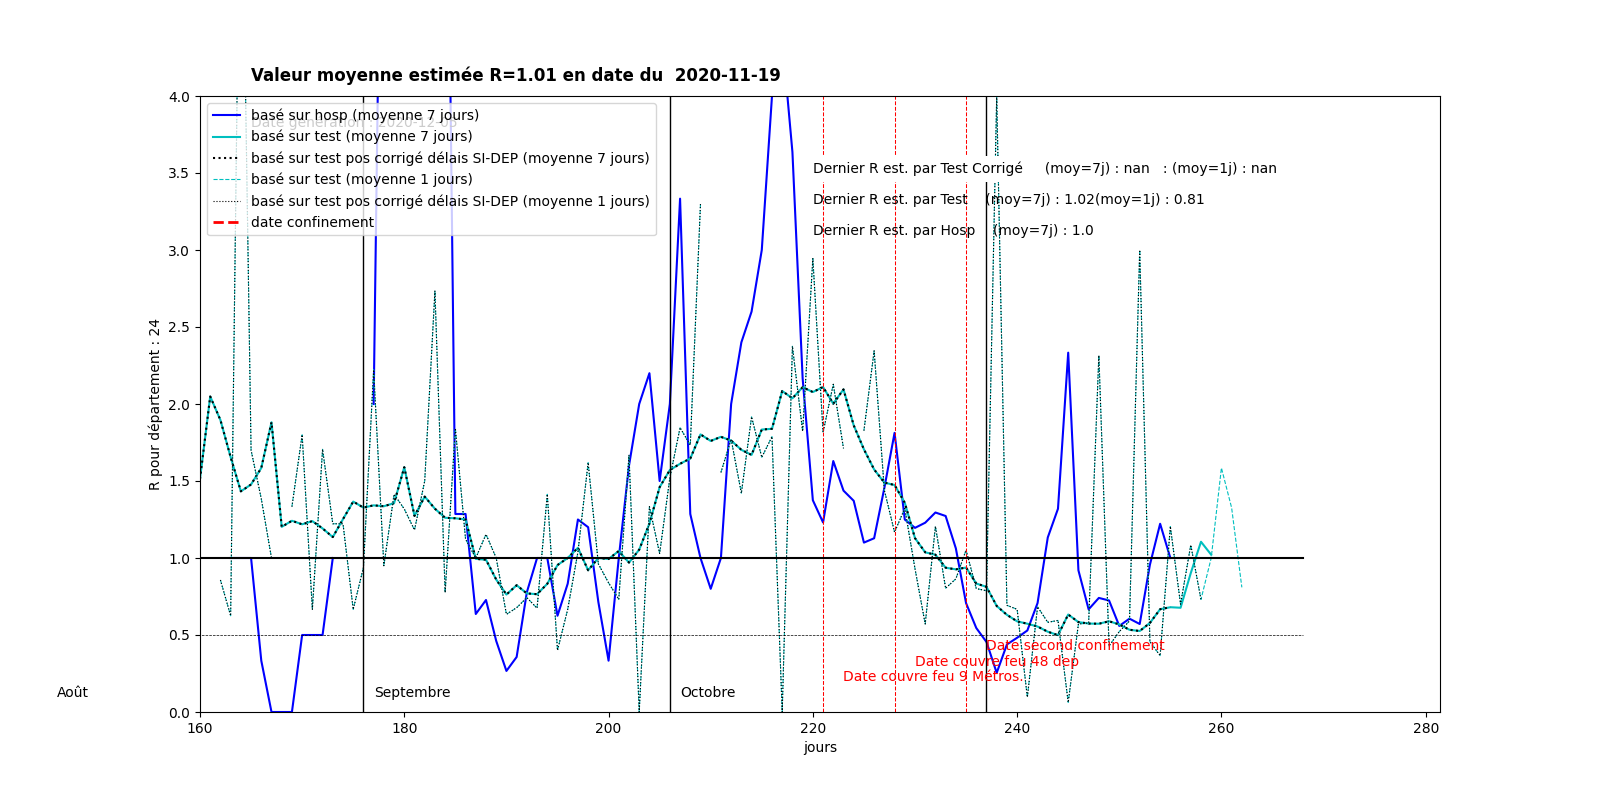 Valeur moyenne estimée R=1.01 en date du  2020-11-19
Date génération : 2020-12-03
basé sur hosp (moyenne 7 jours)
basé sur test (moyenne 7 jours)
basé sur test pos corrigé délais SI-DEP (moyenne 7 jours)
basé sur test (moyenne 1 jours)
basé sur test pos corrigé délais SI-DEP (moyenne 1 jours)
date confinement
Dernier R est. par Test Corrigé     (moy=7j) : nan   : (moy=1j) : nan
Dernier R est. par Test    (moy=7j) : 1.02(moy=1j) : 0.81
Dernier R est. par Hosp    (moy=7j) : 1.0
4.0
3.5
3.0
2.5
2.0
1.5
1.0
0.5
0.0
R pour département : 24
Date second confinement
Date couvre feu 48 dep
Date couvre feu 9 Métros.
Août
Septembre
Octobre
160 180 200 220 240 260 280
jours